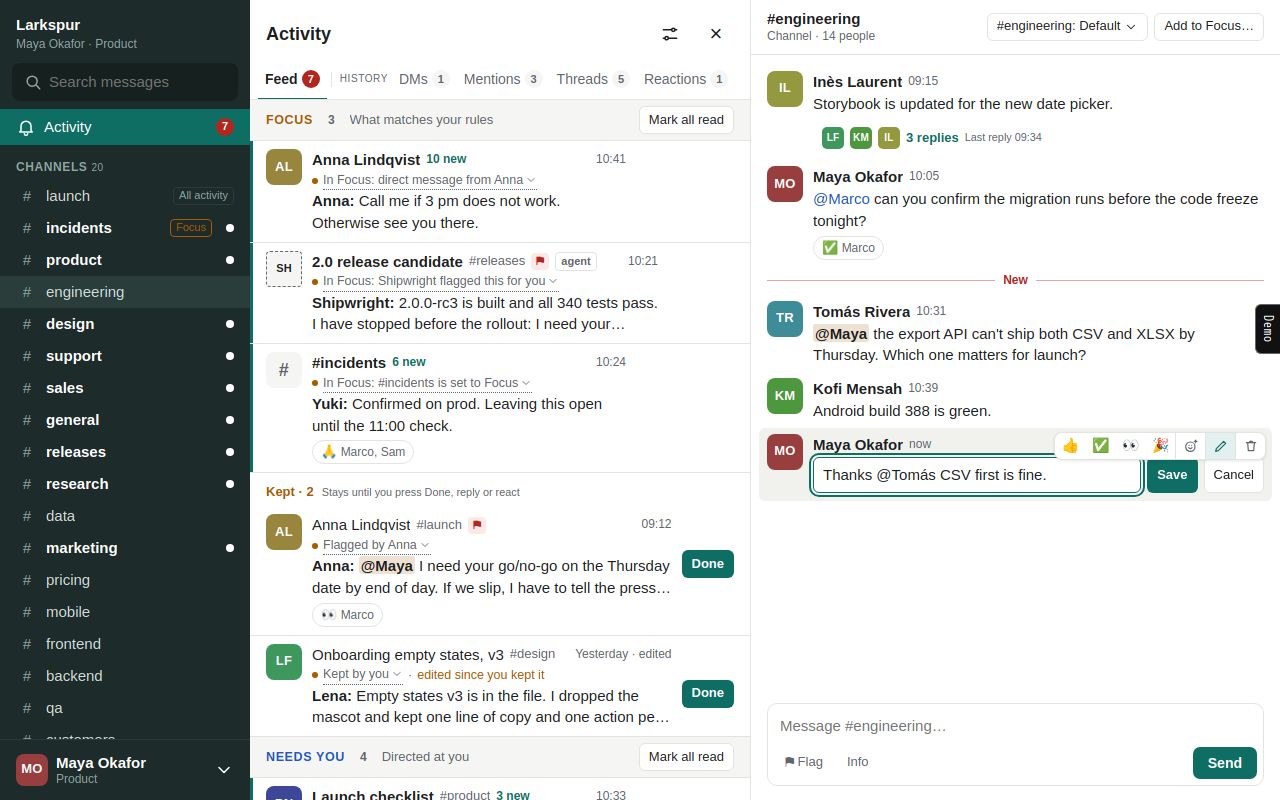 Larkspur
Maya Okafor · Product
Search messages
Activity
7
CHANNELS 20
# launch
All activity
# incidents
Focus
# product
# engineering
# design
# support
# sales
# general
# releases
# research
# data
# marketing
# pricing
# mobile
# frontend
# backend
# qa
# customers
MO
Maya Okafor
Product
Activity
Feed 7
HISTORY
DMs 1
Mentions 3
Threads 5
Reactions 1
FOCUS 3 What matches your rules
Mark all read
AL
Anna Lindqvist 10 new 10:41
In Focus: direct message from Anna
Anna: Call me if 3 pm does not work.
Otherwise see you there.
SH
2.0 release candidate #releases agent 10:21
In Focus: Shipwright flagged this for you
Shipwright: 2.0.0-rc3 is built and all 340 tests pass.
I have stopped before the rollout: I need your…
#
#incidents 6 new 10:24
In Focus: #incidents is set to Focus
Yuki: Confirmed on prod. Leaving this open
until the 11:00 check.
🙏 Marco, Sam
Kept · 2 Stays until you press Done, reply or react
AL
Anna Lindqvist #launch 09:12
Flagged by Anna
Anna: @Maya I need your go/no-go on the Thursday
date by end of day. If we slip, I have to tell the press…
Done
👀 Marco
LF
Onboarding empty states, v3 #design Yesterday · edited
Kept by you · edited since you kept it
Lena: Empty states v3 is in the file. I dropped the
mascot and kept one line of copy and one action pe…
Done
NEEDS YOU 4 Directed at you
Mark all read
Launch checklist #product 3 new 10:33
#engineering
Channel · 14 people
#engineering: Default
Add to Focus…
IL
Inès Laurent 09:15
Storybook is updated for the new date picker.
LF KM IL 3 replies Last reply 09:34
MO
Maya Okafor 10:05
@Marco can you confirm the migration runs before the code freeze
tonight?
✅ Marco
New
TR
Tomás Rivera 10:31
@Maya the export API can't ship both CSV and XLSX by
Thursday. Which one matters for launch?
KM
Kofi Mensah 10:39
Android build 388 is green.
MO
Maya Okafor now
Thanks @Tomás CSV first is fine.
Save
Cancel
Demo
Message #engineering…
Flag
Info
Send